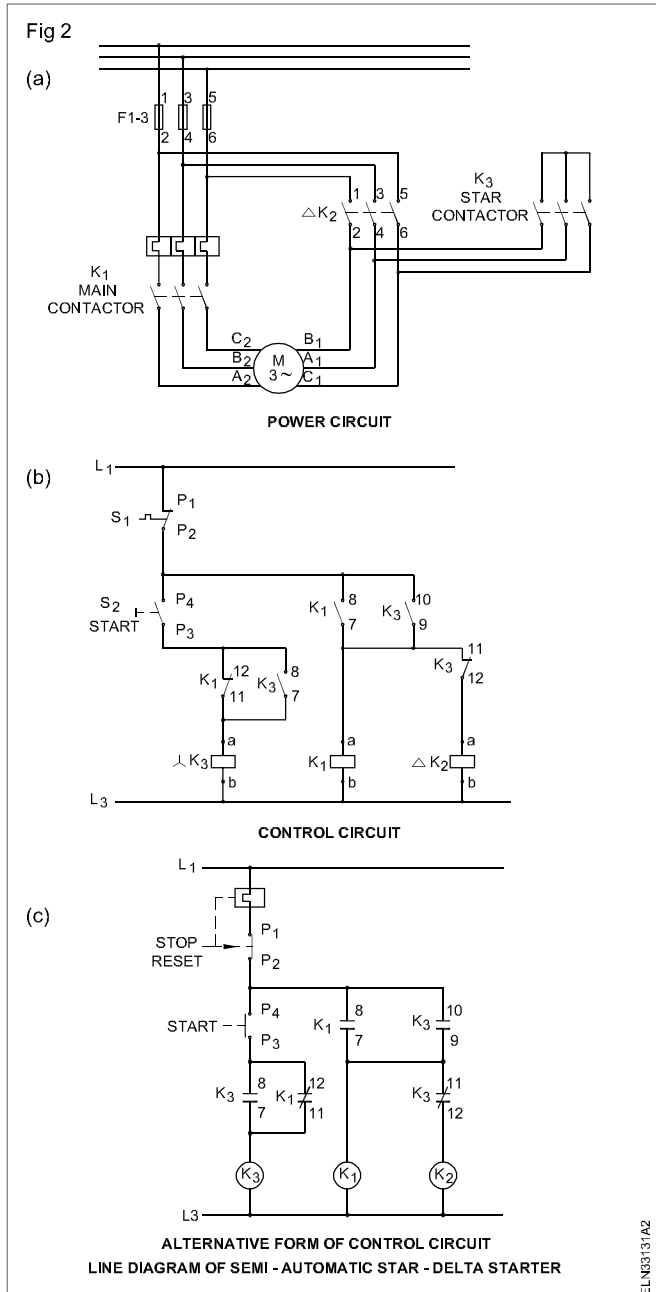 Fig 2
(a)
1 3 5
F1-3
2 4 6
1 3 5
△ K2
2 4 6
K3
STAR
CONTACTOR
K1
MAIN
CONTACTOR
C2 B1
B2 M A1
A2 3~ C1
POWER CIRCUIT
(b)
L1
P1
S1
P2
S2 P4
START
P3
8 10
K1 K3
7 9
12 8 11
K1 K3 K3
11 7 12
a a a
K3 K1 △ K2
b b b
L3
CONTROL CIRCUIT
(c)
L1
STOP P1
RESET P2
P4 8 10
START K1 K3
P3 7 9
8 12 11
K3 K1 K3
7 11 12
K3 K1 K2
L3
ALTERNATIVE FORM OF CONTROL CIRCUIT
LINE DIAGRAM OF SEMI - AUTOMATIC STAR - DELTA STARTER
ELN33131A2